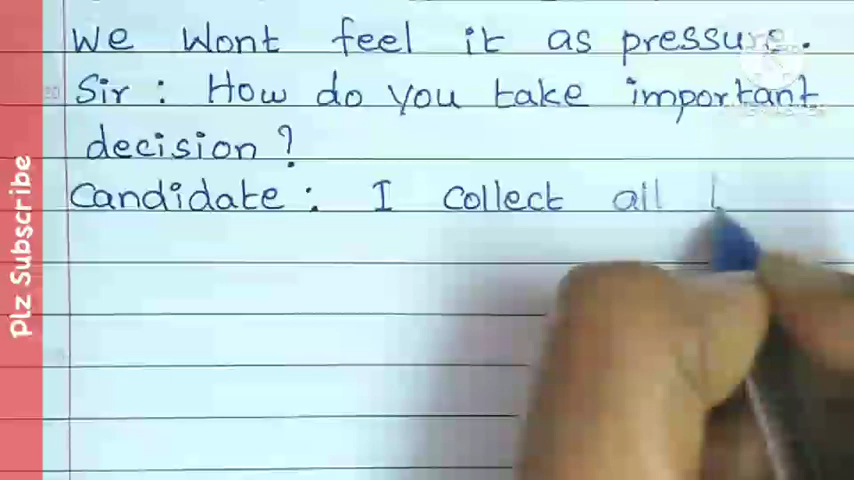 We Wont feel it as pressure.
Sir : How do you take important
decision ?
Candidate : I collect all
Plz Subscribe